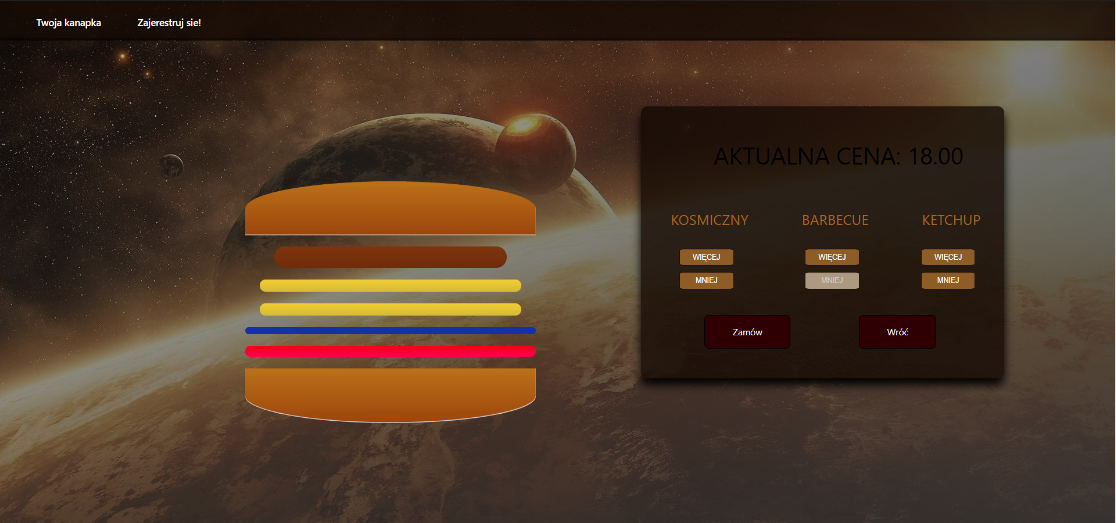 Twoja kanapka Zajerestruj sie!
AKTUALNA CENA: 18.00
KOSMICZNY BARBECUE KETCHUP
WIĘCEJ WIĘCEJ WIĘCEJ
MNIEJ MNIEJ MNIEJ
Zamów Wróć